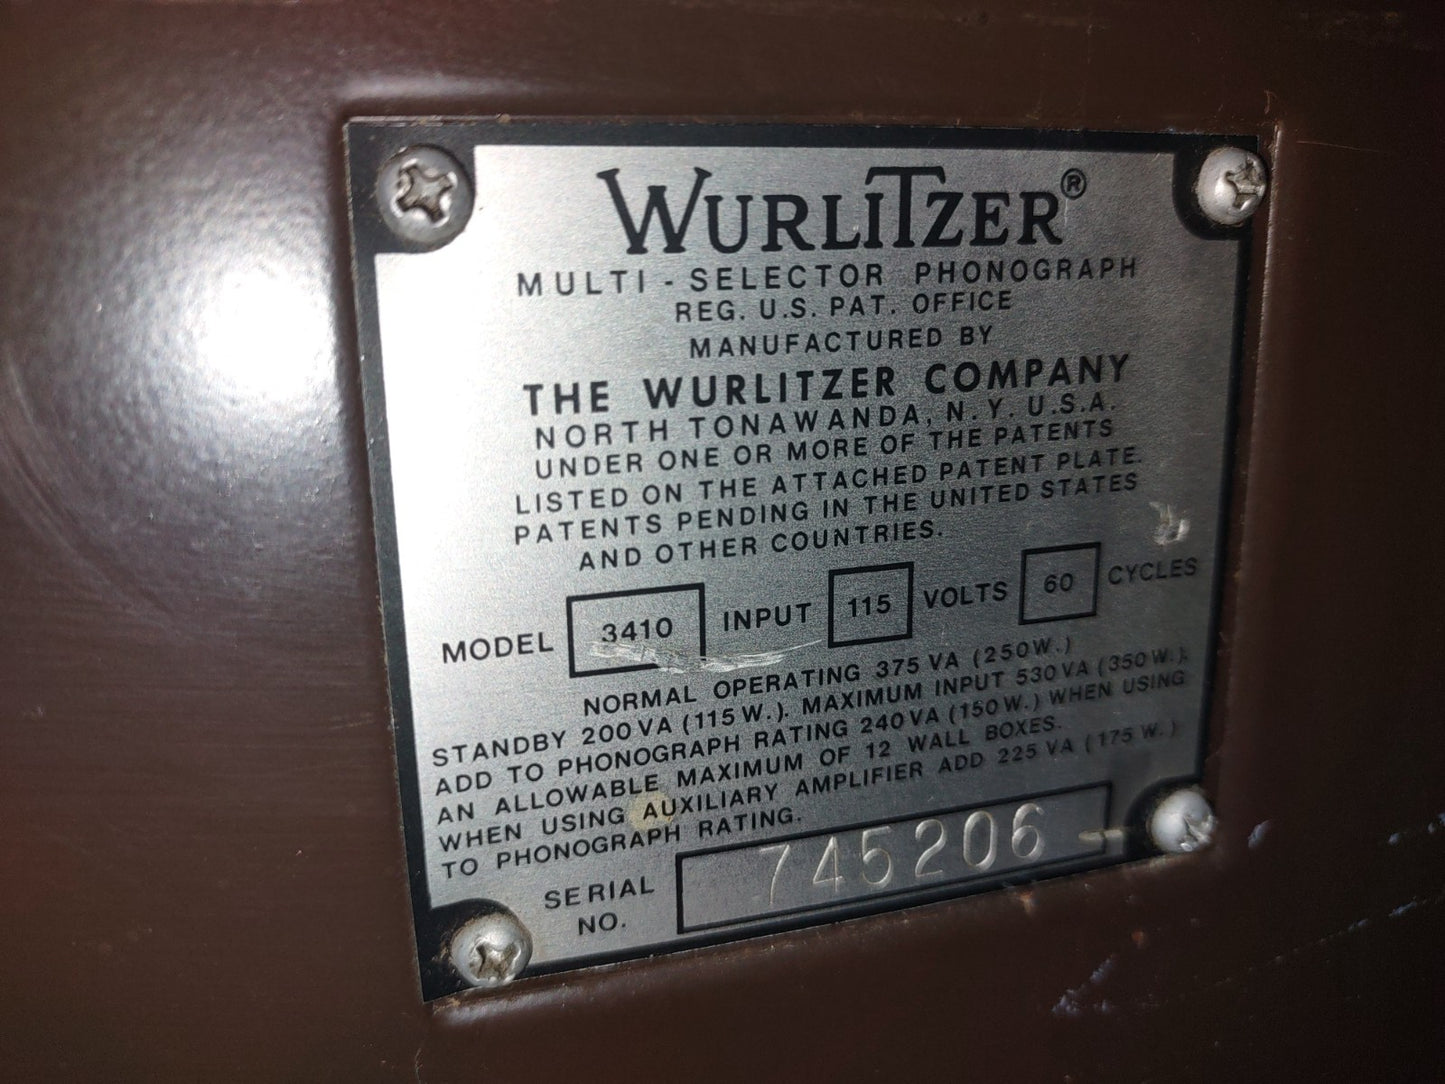 WURLITZER®
MULTI-SELECTOR PHONOGRAPH
REG. U.S. PAT. OFFICE
MANUFACTURED BY
THE WURLITZER COMPANY
NORTH TONAWANDA, N.Y. U.S.A.
UNDER ONE OR MORE OF THE PATENTS
LISTED ON THE ATTACHED PATENT PLATE.
PATENTS PENDING IN THE UNITED STATES
AND OTHER COUNTRIES.
MODEL 3410 INPUT 115 VOLTS 60 CYCLES
NORMAL OPERATING 375 VA (250W.)
STANDBY 200 VA (115W.). MAXIMUM INPUT 530 VA (350W.).
ADD TO PHONOGRAPH RATING 240 VA (150W.) WHEN USING
AN ALLOWABLE MAXIMUM OF 12 WALL BOXES.
WHEN USING AUXILIARY AMPLIFIER ADD 225 VA (175 W.)
TO PHONOGRAPH RATING.
SERIAL NO. 745206 -